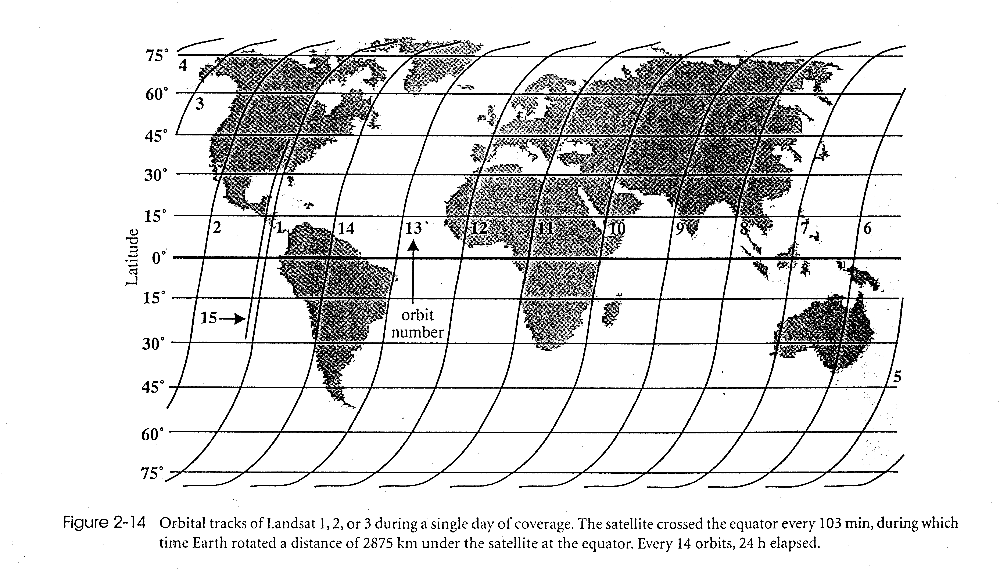 75°
4
60°
3
45°
30°
15°
2 1 14 13 12 11 10 9 8 7 6
Latitude
0°
15°
15
orbit
number
30°
5
45°
60°
75°
Figure 2-14 Orbital tracks of Landsat 1, 2, or 3 during a single day of coverage. The satellite crossed the equator every 103 min, during which
time Earth rotated a distance of 2875 km under the satellite at the equator. Every 14 orbits, 24 h elapsed.